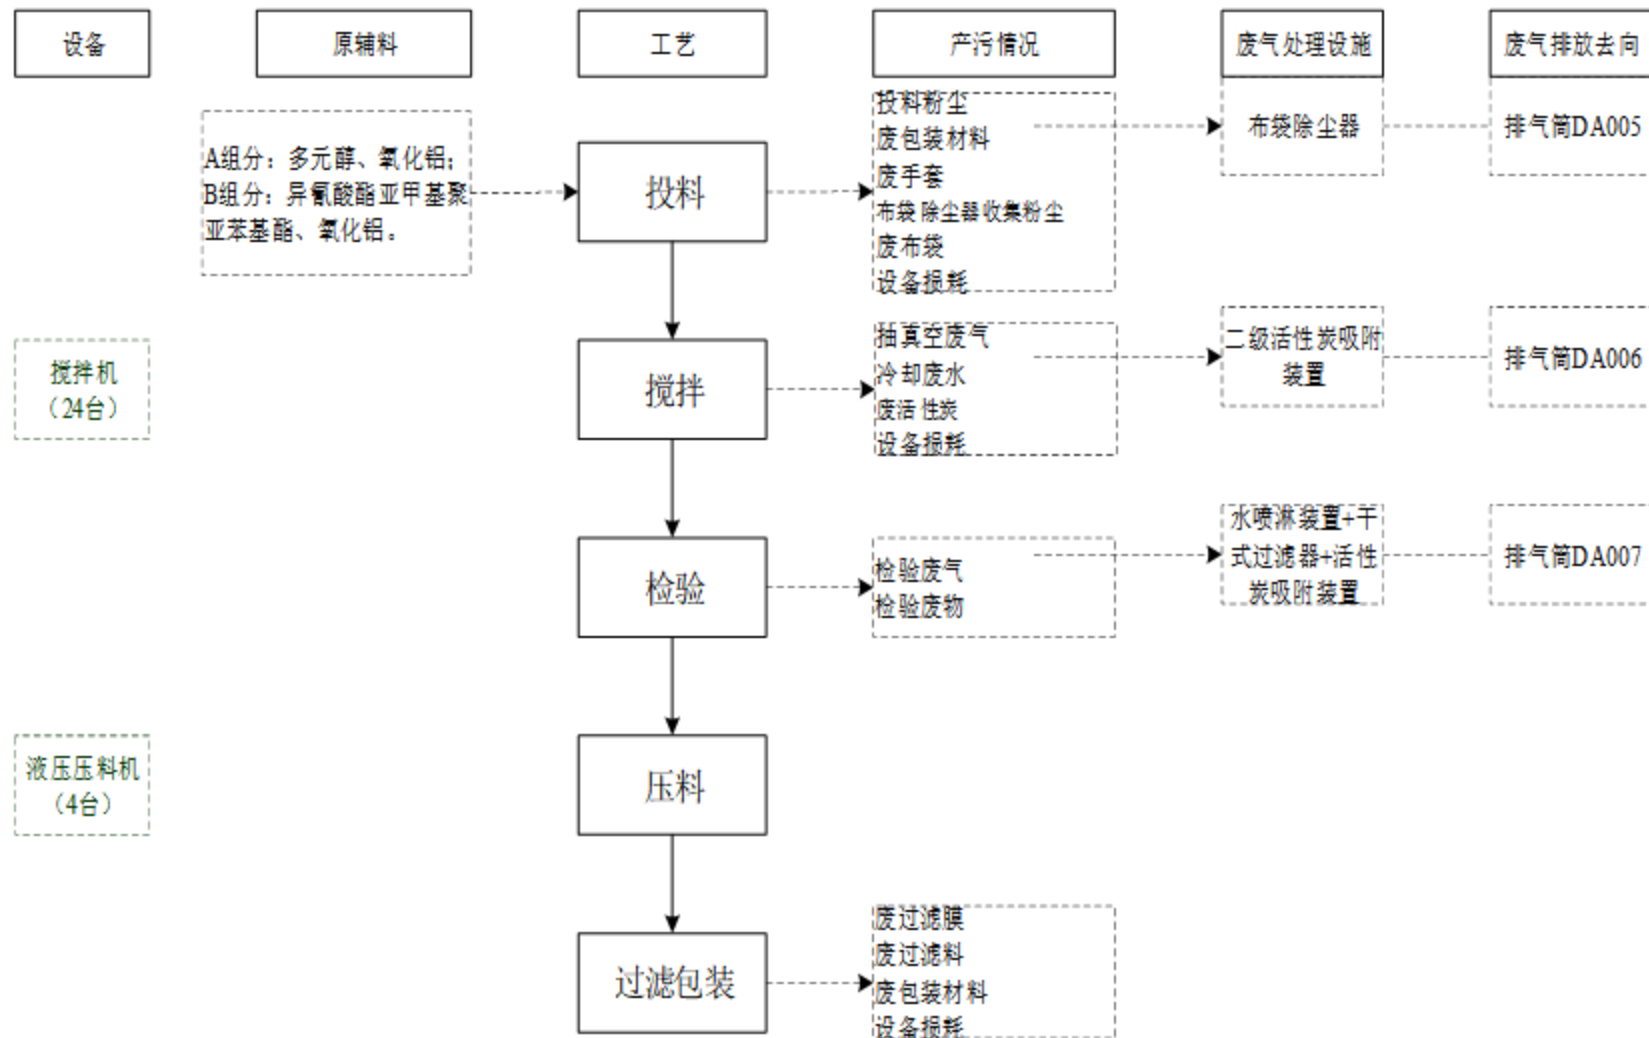 设备
原辅料
工艺
产污情况
废气处理设施
废气排放去向
A组分：多元醇、氧化铝；
B组分：异氰酸酯亚甲基聚
亚苯基酯、氧化铝。
投料
投料粉尘
废包装材料
废手套
布袋除尘器收集粉尘
废布袋
设备损耗
布袋除尘器
排气筒DA005
搅拌机
（24台）
搅拌
抽真空废气
冷却废水
废活性炭
设备损耗
二级活性炭吸附
装置
排气筒DA006
检验
检验废气
检验废物
水喷淋装置+干
式过滤器+活性
炭吸附装置
排气筒DA007
液压压料机
（4台）
压料
过滤包装
废过滤膜
废过滤料
废包装材料
设备损耗